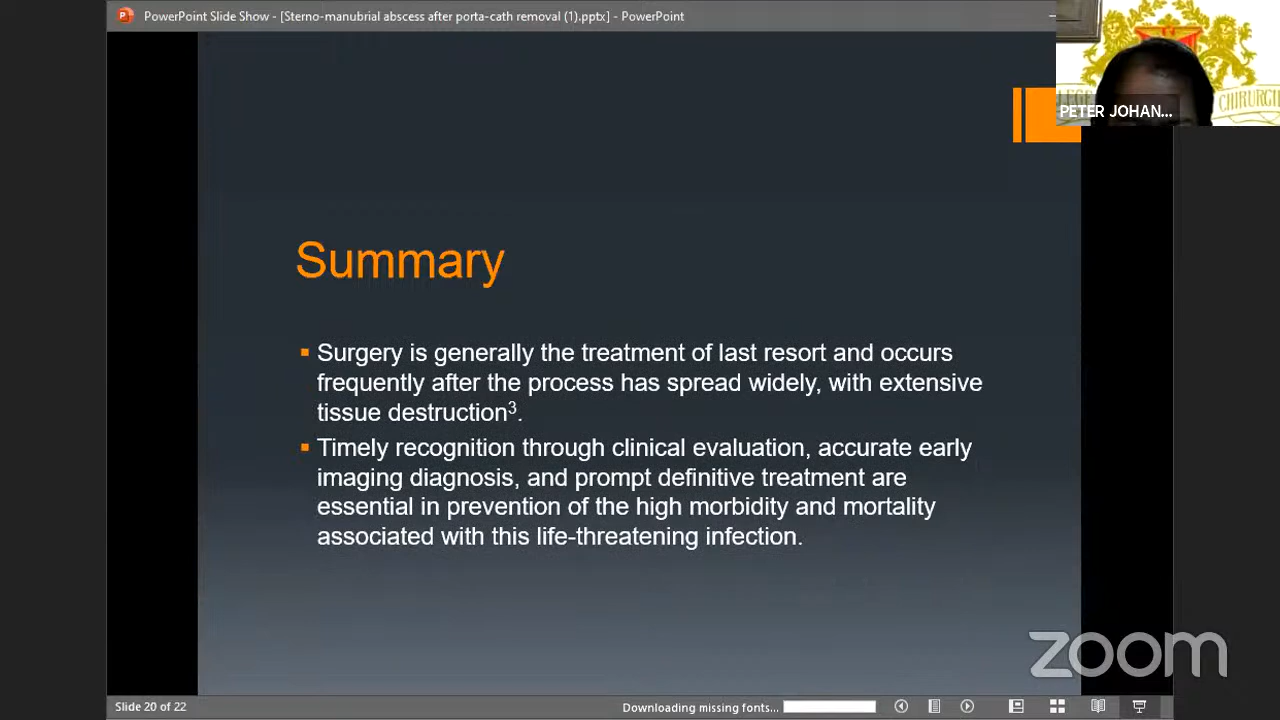 PowerPoint Slide Show - [Sterno-manubrial abscess after porta-cath removal (1).pptx] - PowerPoint
CHIRURGI
PETER JOHAN...
Summary
Surgery is generally the treatment of last resort and occurs
frequently after the process has spread widely, with extensive
tissue destruction³.
Timely recognition through clinical evaluation, accurate early
imaging diagnosis, and prompt definitive treatment are
essential in prevention of the high morbidity and mortality
associated with this life-threatening infection.
zoom
Slide 20 of 22
Downloading missing fonts...